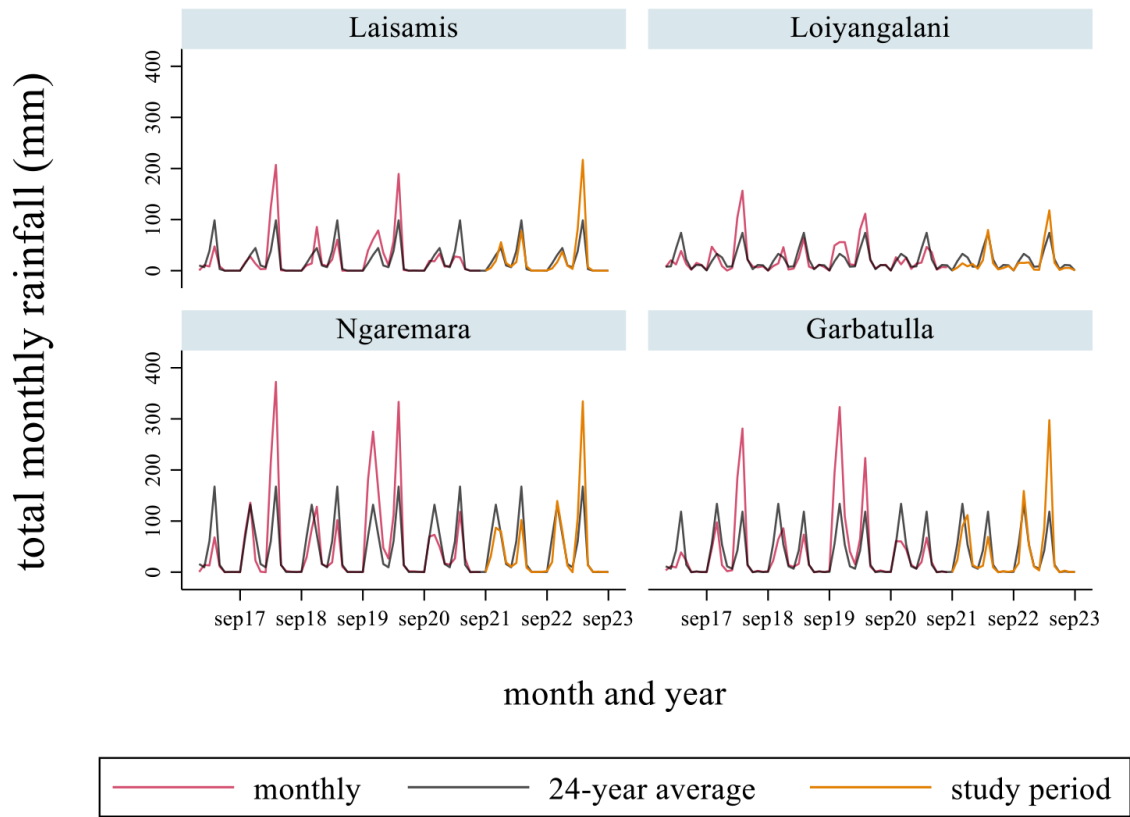 Laisamis
Loiyangalani
total monthly rainfall (mm)
400
300
200
100
0
Ngaremara
Garbatulla
400
300
200
100
0
sep17 sep18 sep19 sep20 sep21 sep22 sep23
sep17 sep18 sep19 sep20 sep21 sep22 sep23
month and year
monthly 24-year average study period